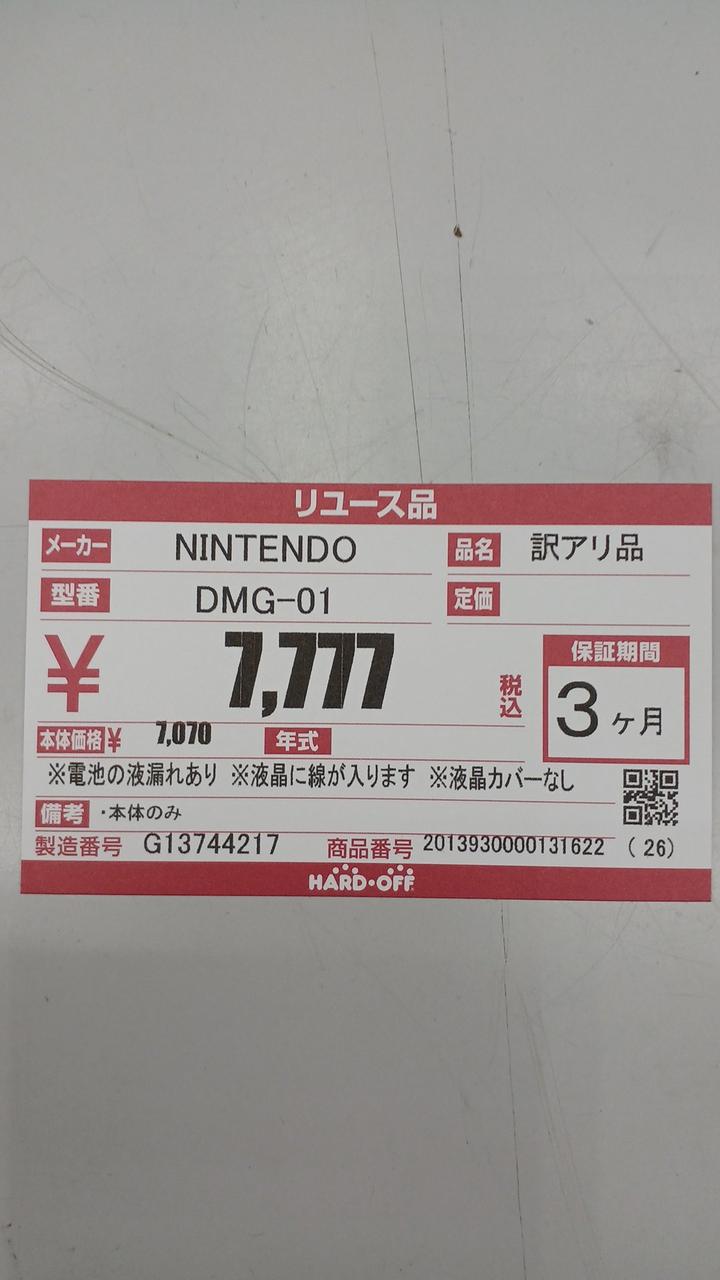 リユース品
メーカー NINTENDO 品名 訳アリ品
型番 DMG-01 定価
¥ 7,777 税込 保証期間 3ヶ月
本体価格¥ 7,070 年式
※電池の液漏れあり ※液晶に線が入ります ※液晶カバーなし
備考 ・本体のみ
製造番号 G13744217 商品番号 2013930000131622 (26)
HARD・OFF